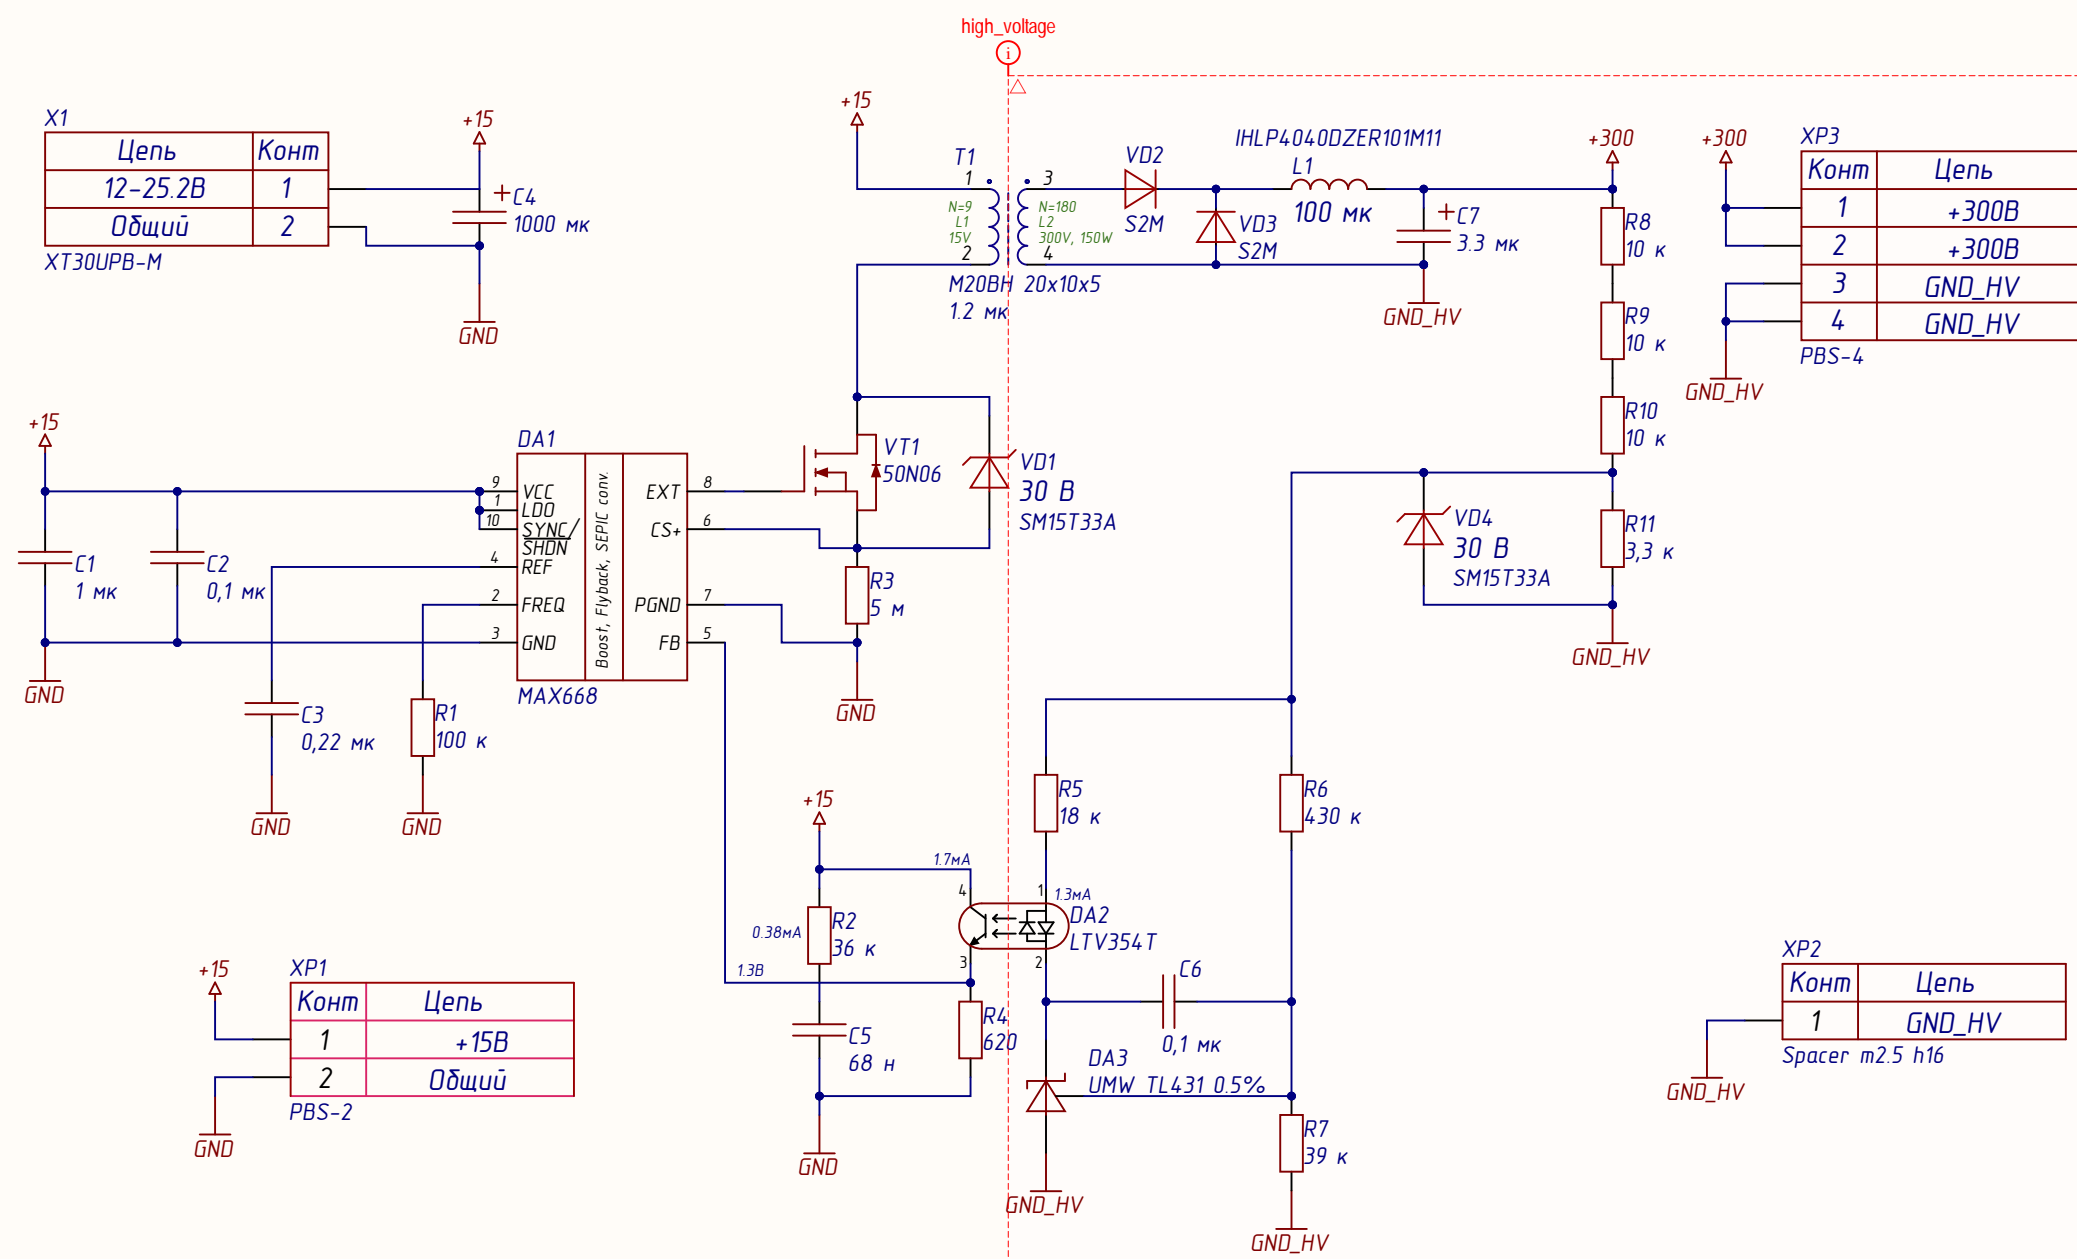 high_voltage
i
X1
Цепь Конт
12-25.2В 1
Общий 2
XT30UPB-M
+15
C4
1000 мк
GND
+15
T1
1
2
N=9
L1
15V
3
4
N=180
L2
300V, 150W
M20ВН 20x10x5
1.2 мк
VD2
S2M
VD3
S2M
IHLP4040DZER101M11
L1
100 мк
C7
3.3 мк
GND_HV
+300
R8
10 к
R9
10 к
R10
10 к
R11
3,3 к
GND_HV
+300
XP3
Конт Цепь
1 +300В
2 +300В
3 GND_HV
4 GND_HV
PBS-4
GND_HV
+15
C1
1 мк
C2
0,1 мк
GND
DA1
9 VCC
1 LDO
10 SYNC/
SHDN
4 REF
2 FREQ
3 GND
Boost, Flyback, SEPIC conv.
EXT 8
CS+ 6
PGND 7
FB 5
MAX668
C3
0,22 мк
GND
R1
100 к
GND
VT1
50N06
VD1
30 В
SM15T33A
R3
5 м
GND
VD4
30 В
SM15T33A
+15
1.7мА
0.38мА
R2
36 к
1.3В
C5
68 н
GND
4
3
1
2
1.3мА
DA2
LTV354T
R4
620
R5
18 к
R6
430 к
C6
0,1 мк
DA3
UMW TL431 0.5%
R7
39 к
GND_HV
GND_HV
+15
XP1
Конт Цепь
1 +15В
2 Общий
PBS-2
GND
XP2
Конт Цепь
1 GND_HV
Spacer m2.5 h16
GND_HV